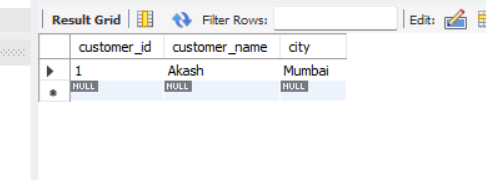 Result Grid Filter Rows: Edit:
customer_id customer_name city
1 Akash Mumbai
NULL NULL NULL